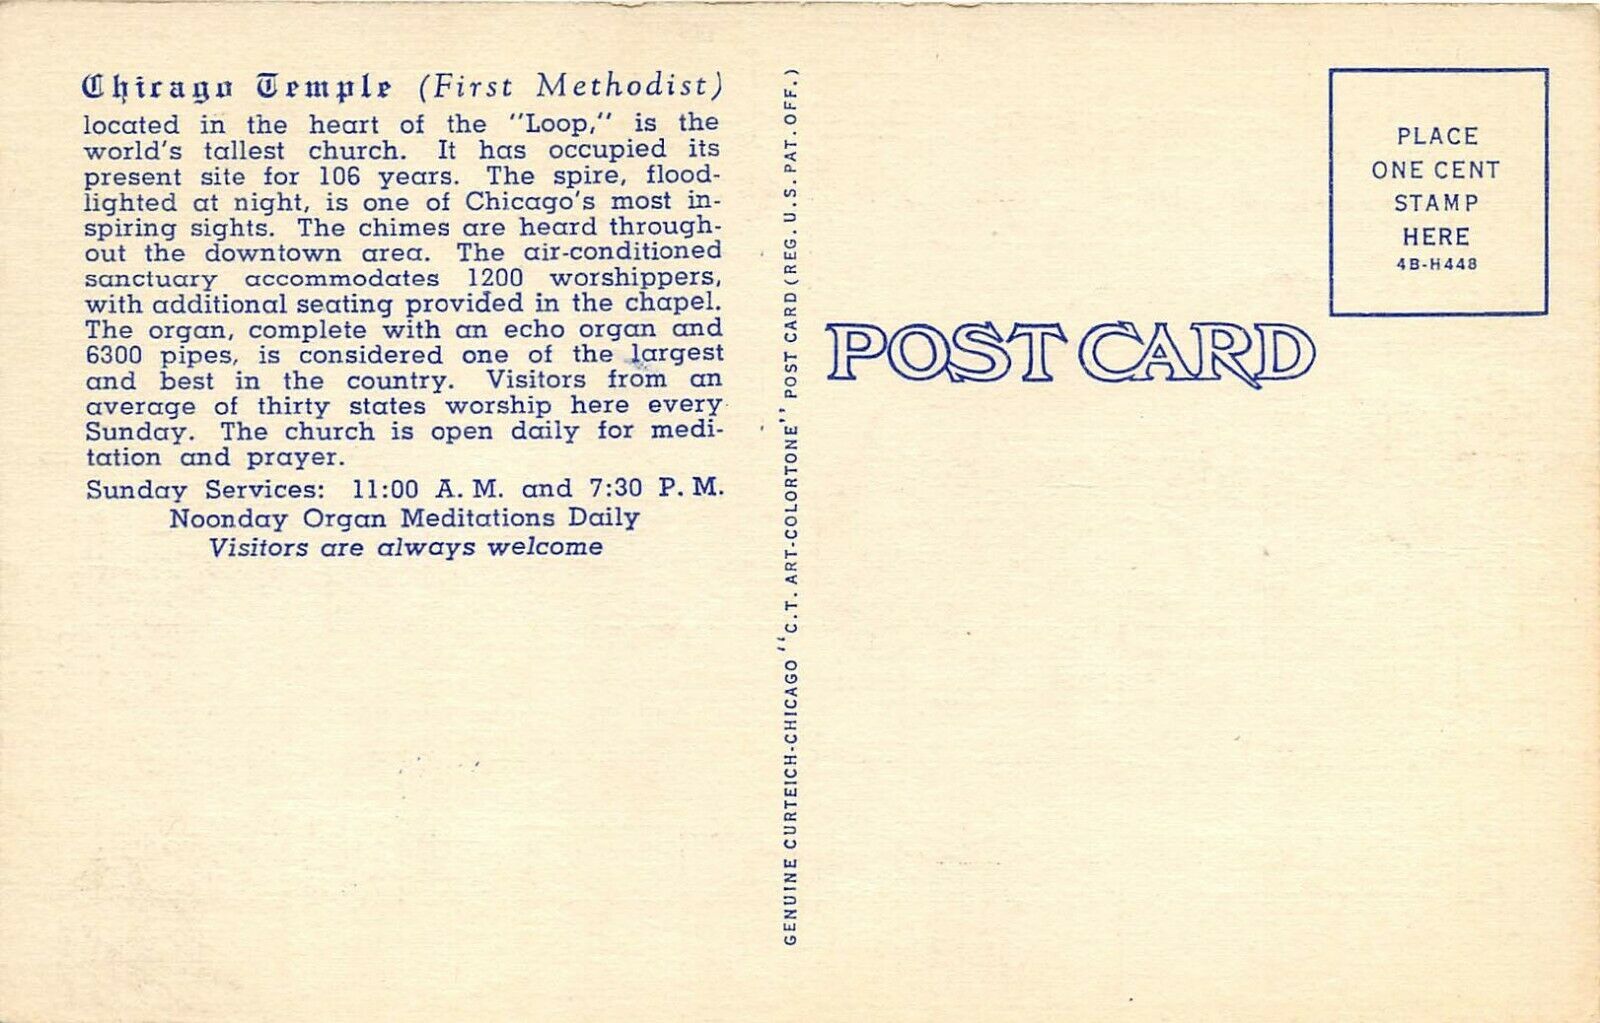 Chicago Temple (First Methodist)
located in the heart of the "Loop," is the
world's tallest church. It has occupied its
present site for 106 years. The spire, flood-
lighted at night, is one of Chicago's most in-
spiring sights. The chimes are heard through-
out the downtown area. The air-conditioned
sanctuary accommodates 1200 worshippers,
with additional seating provided in the chapel.
The organ, complete with an echo organ and
6300 pipes, is considered one of the largest
and best in the country. Visitors from an
average of thirty states worship here every
Sunday. The church is open daily for medi-
tation and prayer.
Sunday Services: 11:00 A. M. and 7:30 P. M.
Noonday Organ Meditations Daily
Visitors are always welcome
GENUINE CURTEICH-CHICAGO "C.T. ART-COLORTONE" POST CARD (REG. U.S. PAT. OFF.)
POST CARD
PLACE
ONE CENT
STAMP
HERE
4B-H448